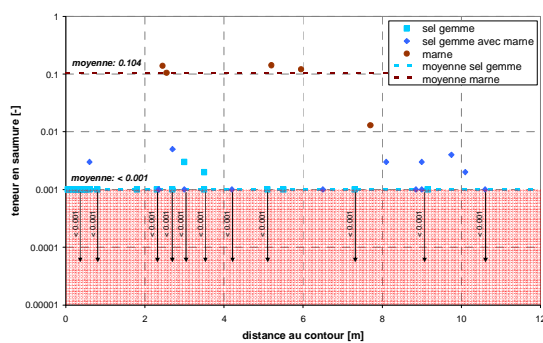 1
0.1
0.01
0.001
0.0001
0.00001
teneur en saumure [-]
moyenne: 0.104
moyenne: < 0.001
sel gemme
sel gemme avec marne
marne
moyenne sel gemme
moyenne marne
< 0.001
< 0.001
< 0.001
< 0.001
< 0.001
< 0.001
< 0.001
< 0.001
< 0.001
< 0.001
< 0.001
0 2 4 6 8 10 12
distance au contour [m]